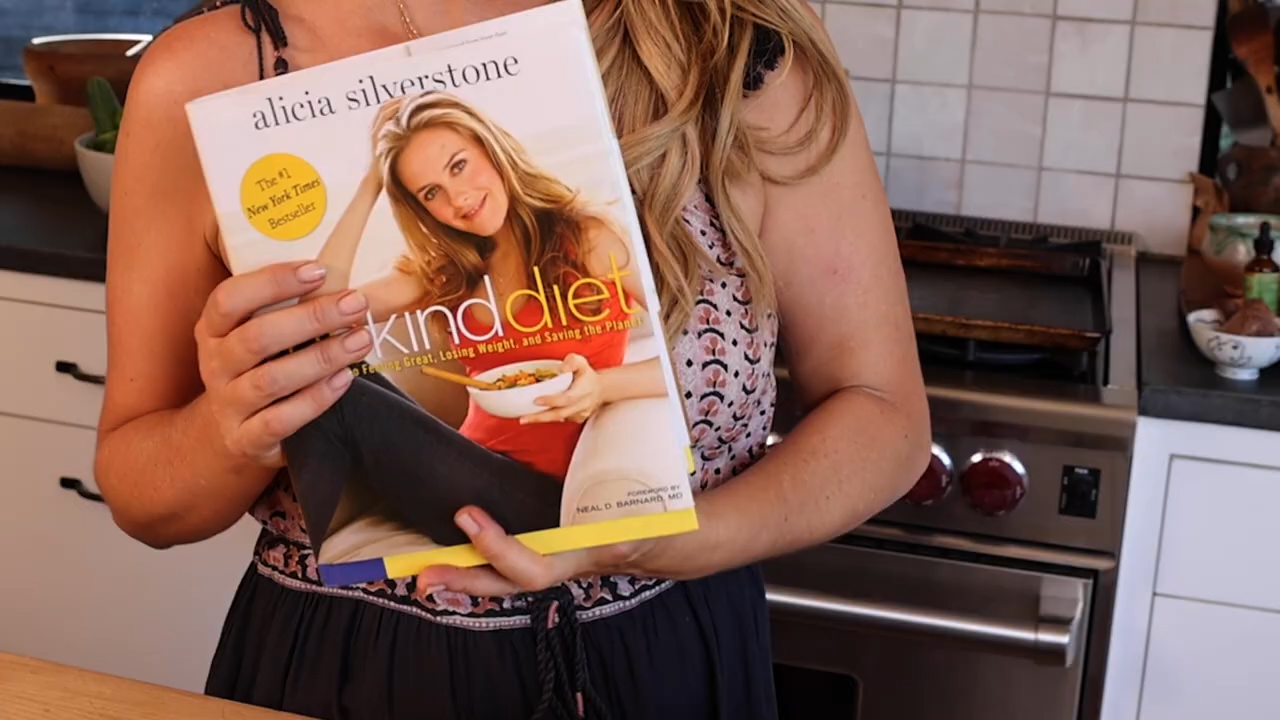 alicia silverstone
The #1
New York Times
Bestseller
kind diet
Feeling Great, Losing Weight, and Saving the Planet
FOREWORD BY
NEAL D. BARNARD, MD